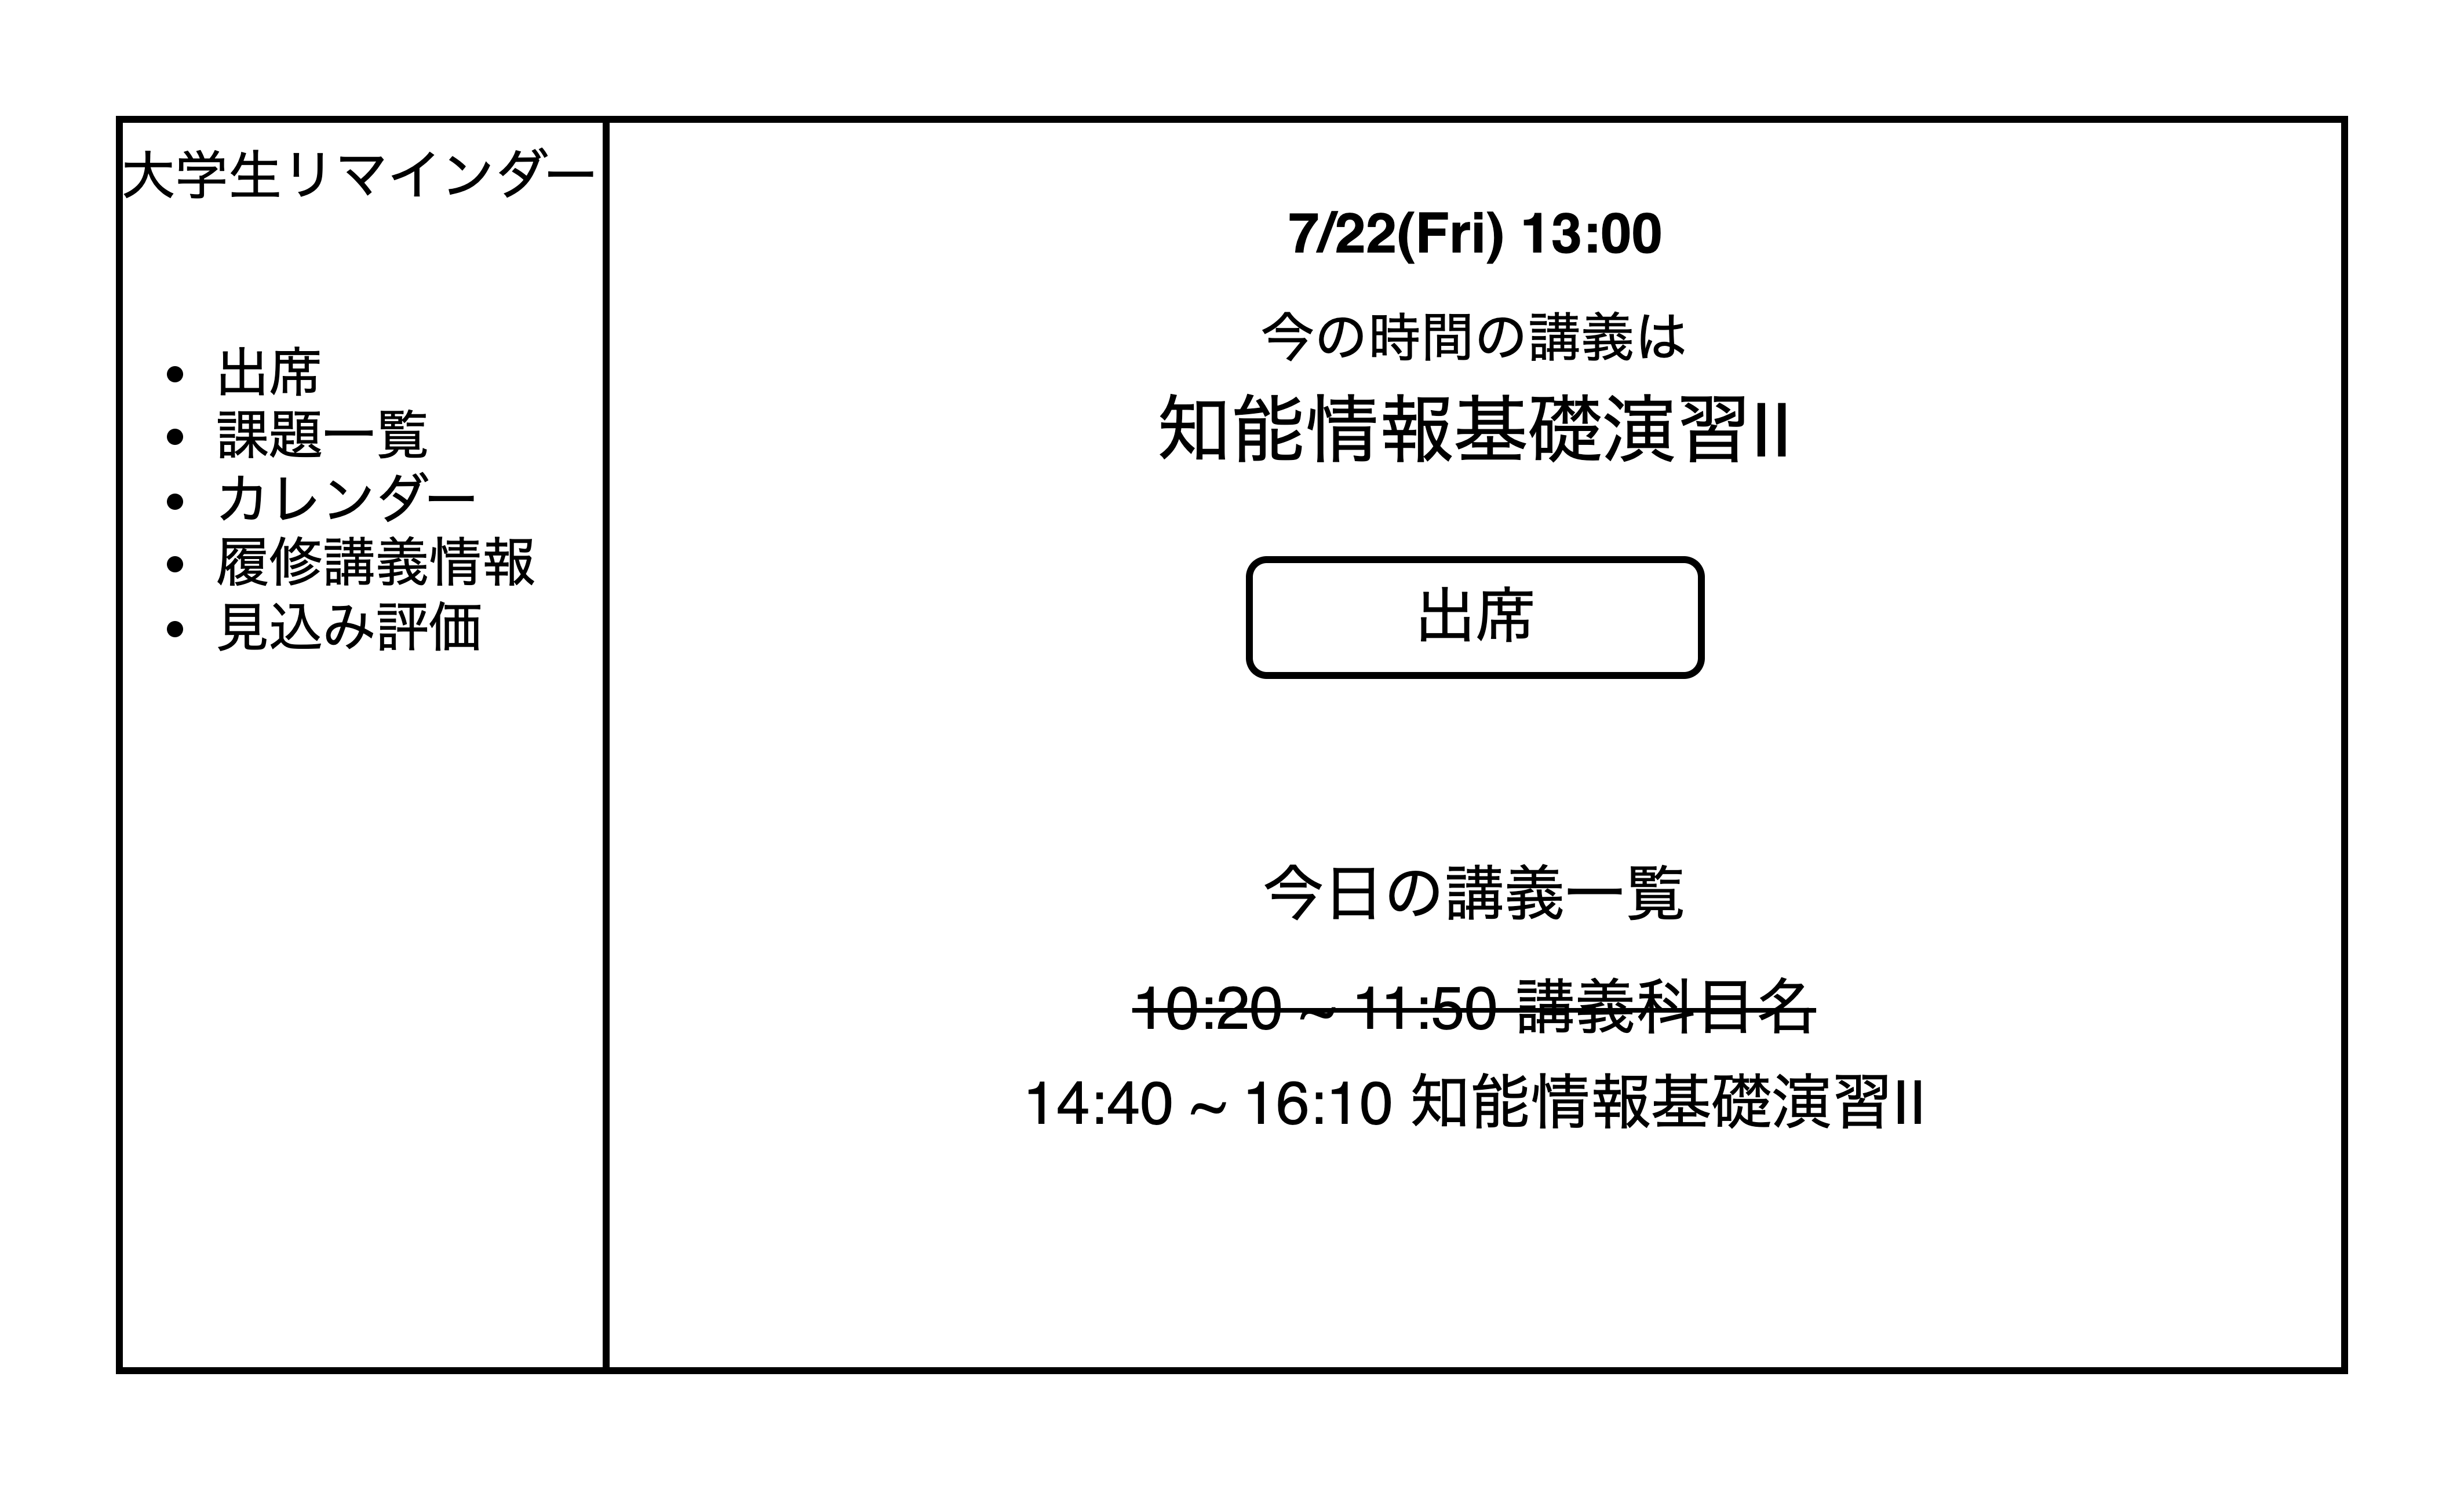 大学生リマインダー
出席
課題一覧
カレンダー
履修講義情報
見込み評価
7/22(Fri) 13:00
今の時間の講義は
知能情報基礎演習II
出席
今日の講義一覧
10:20 ~ 11:50 講義科目名
14:40 ~ 16:10 知能情報基礎演習II